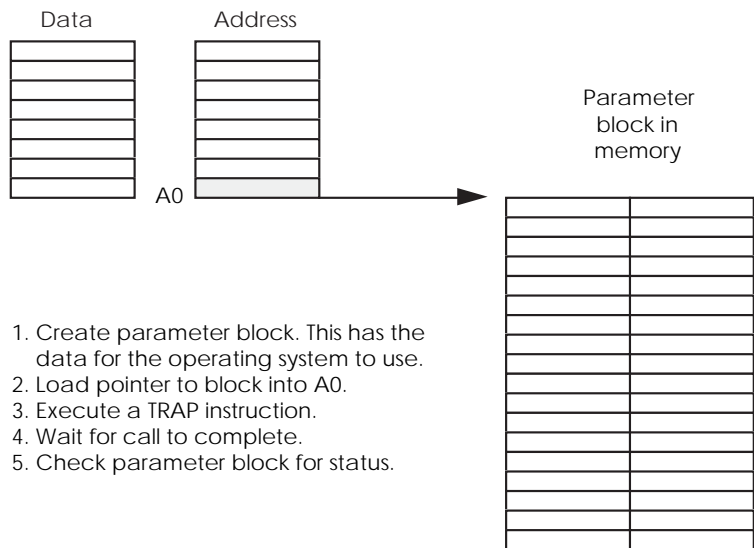 Data
Address
Parameter
block in
memory
A0
1. Create parameter block. This has the
data for the operating system to use.
2. Load pointer to block into A0.
3. Execute a TRAP instruction.
4. Wait for call to complete.
5. Check parameter block for status.